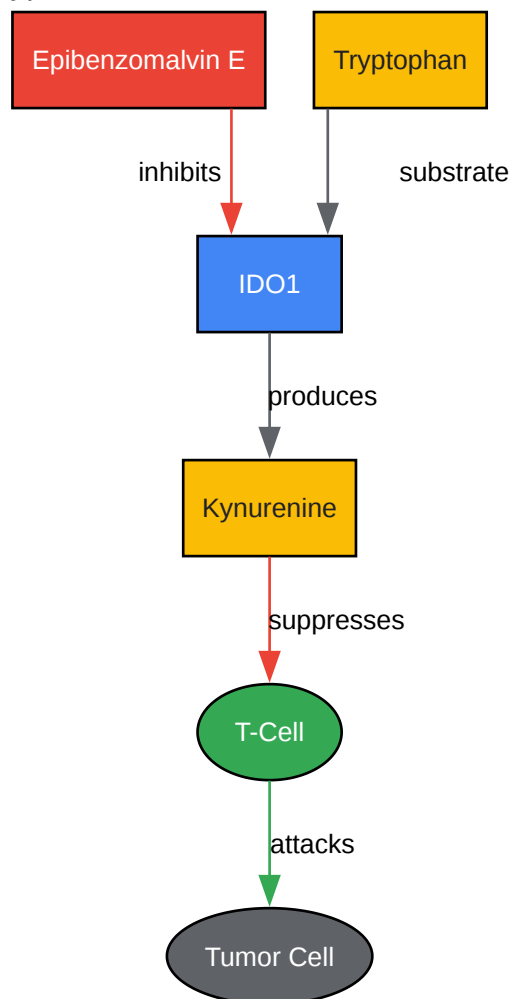 Epibenzomalvin E
Tryptophan
inhibits
substrate
IDO1
produces
Kynurenine
suppresses
T-Cell
attacks
Tumor Cell